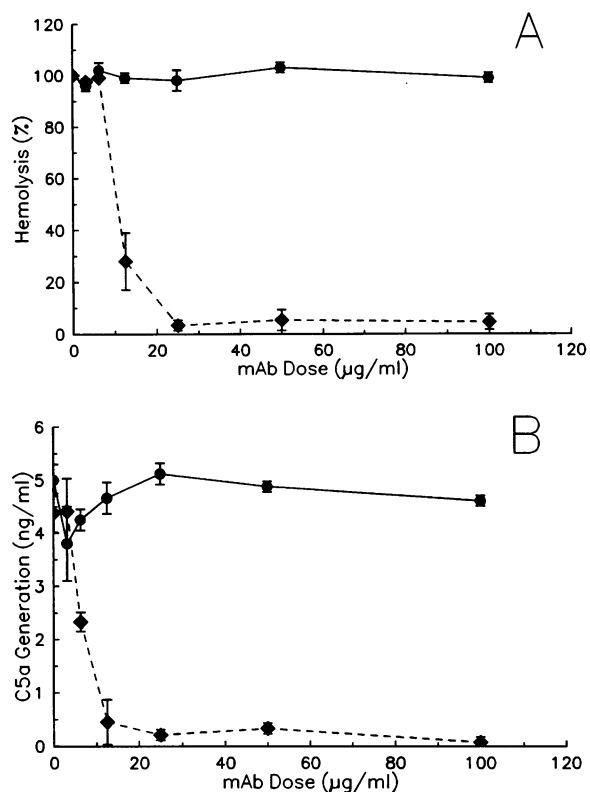 A
120
100
80
60
40
20
0
Hemolysis (%)
0 20 40 60 80 100 120
mAb Dose (µg/ml)
B
6
5
4
3
2
1
0
C5a Generation (ng/ml)
0 20 40 60 80 100 120
mAb Dose (µg/ml)